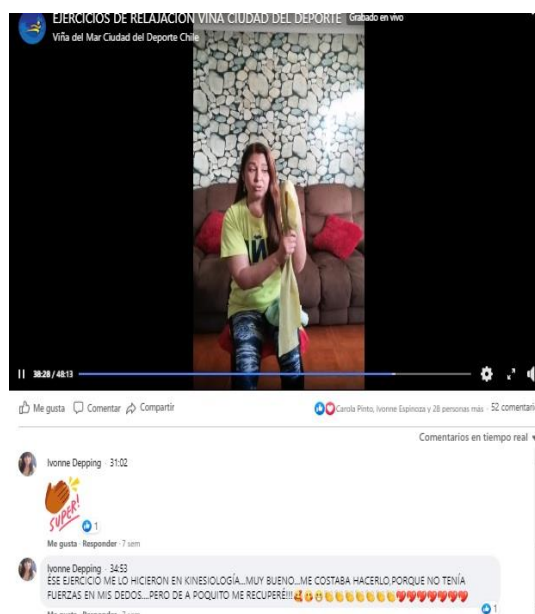 EJERCICIOS DE RELAJACIÓN VIÑA CIUDAD DEL DEPORTE Grabado en vivo
Viña del Mar Ciudad del Deporte Chile
38:28 / 48:13
Me gusta Comentar Compartir
Carola Pinto, Ivonne Espinoza y 28 personas más · 52 comentari
Comentarios en tiempo real
Ivonne Depping · 31:02
SUPER!
1
Me gusta · Responder · 7 sem
Ivonne Depping · 34:53
ÉSE EJERCICIO ME LO HICIERON EN KINESIOLOGÍA...MUY BUENO...ME COSTABA HACERLO,PORQUE NO TENÍA
FUERZAS EN MIS DEDOS....PERO DE A POQUITO ME RECUPERÉ!!!🥰😁😁👏👏👏👏👏👏👏💖💖💖💖💖💖💖
1
Me gusta · Responder · 7 sem